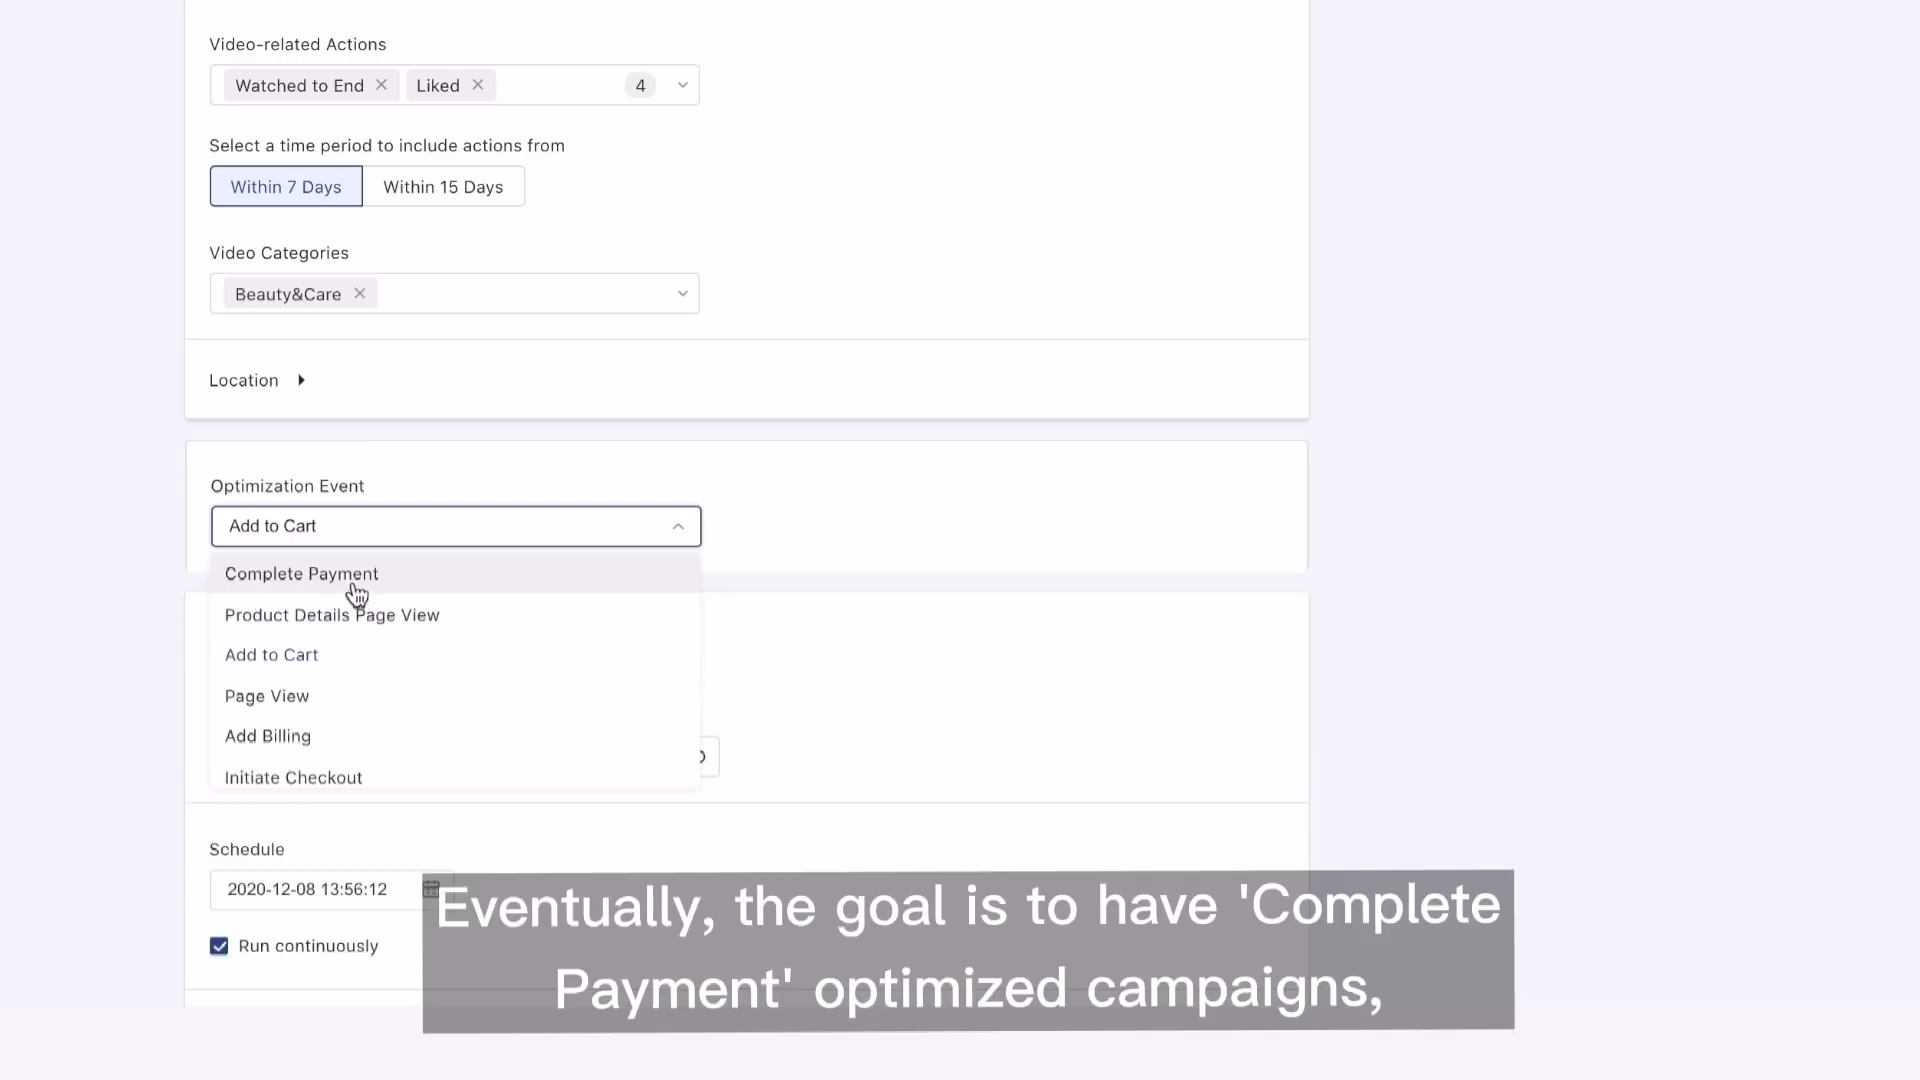 Video-related Actions
Watched to End
Liked
4
Select a time period to include actions from
Within 7 Days
Within 15 Days
Video Categories
Beauty&Care
Location
Optimization Event
Add to Cart
Complete Payment
Product Details Page View
Add to Cart
Page View
Add Billing
Initiate Checkout
Schedule
2020-12-08 13:56:12
Run continuously
Eventually, the goal is to have 'Complete
Payment' optimized campaigns,